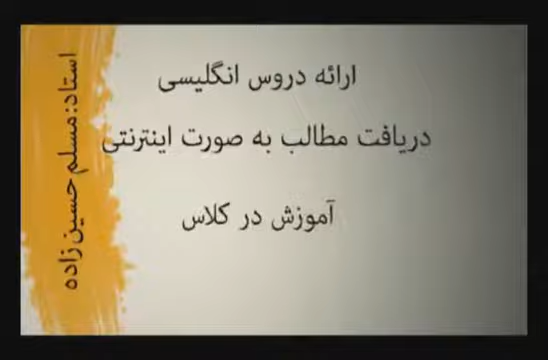 ارائه دروس انگلیسی
دریافت مطالب به صورت اینترنتی
آموزش در کلاس
استاد: مسلم حسین زاده